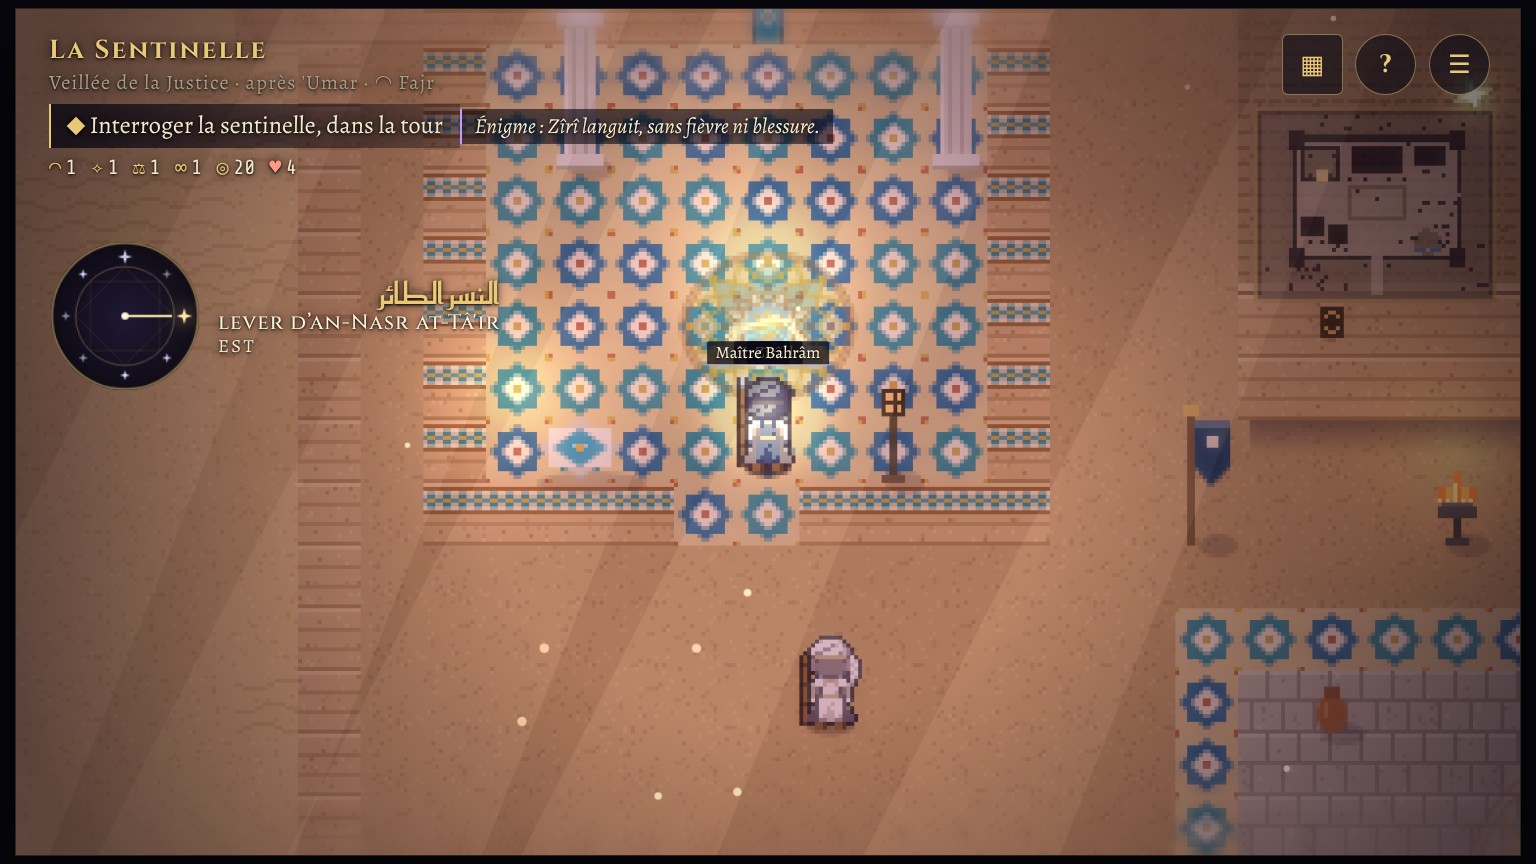 La Sentinelle
Veillée de la Justice · après 'Umar · ◠ Fajr
◆ Interroger la sentinelle, dans la tour
Énigme : Zîrî languit, sans fièvre ni blessure.
◠1 ✧1 ⚖1 ∞1 ◎20 ♥4
?
النسر الطائر
LEVER D’AN-NASR AT-TÂ’IR
EST
Maître Bahrâm